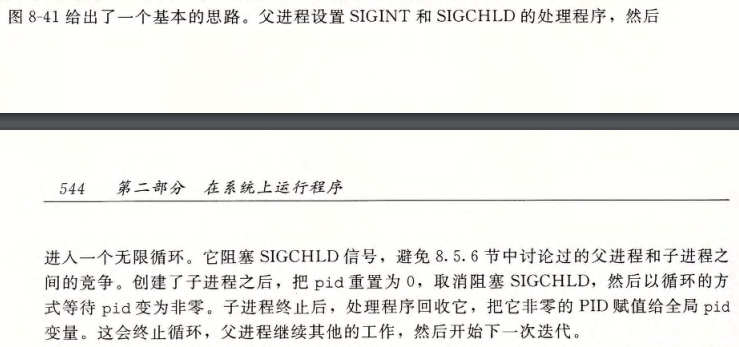 图 8-41 给出了一个基本的思路。父进程设置 SIGINT 和 SIGCHLD 的处理程序，然后
544 第二部分 在系统上运行程序
进入一个无限循环。它阻塞 SIGCHLD 信号，避免 8.5.6 节中讨论过的父进程和子进程之
间的竞争。创建了子进程之后，把 pid 重置为 0，取消阻塞 SIGCHLD，然后以循环的方
式等待 pid 变为非零。子进程终止后，处理程序回收它，把它非零的 PID 赋值给全局 pid
变量。这会终止循环，父进程继续其他的工作，然后开始下一次迭代。